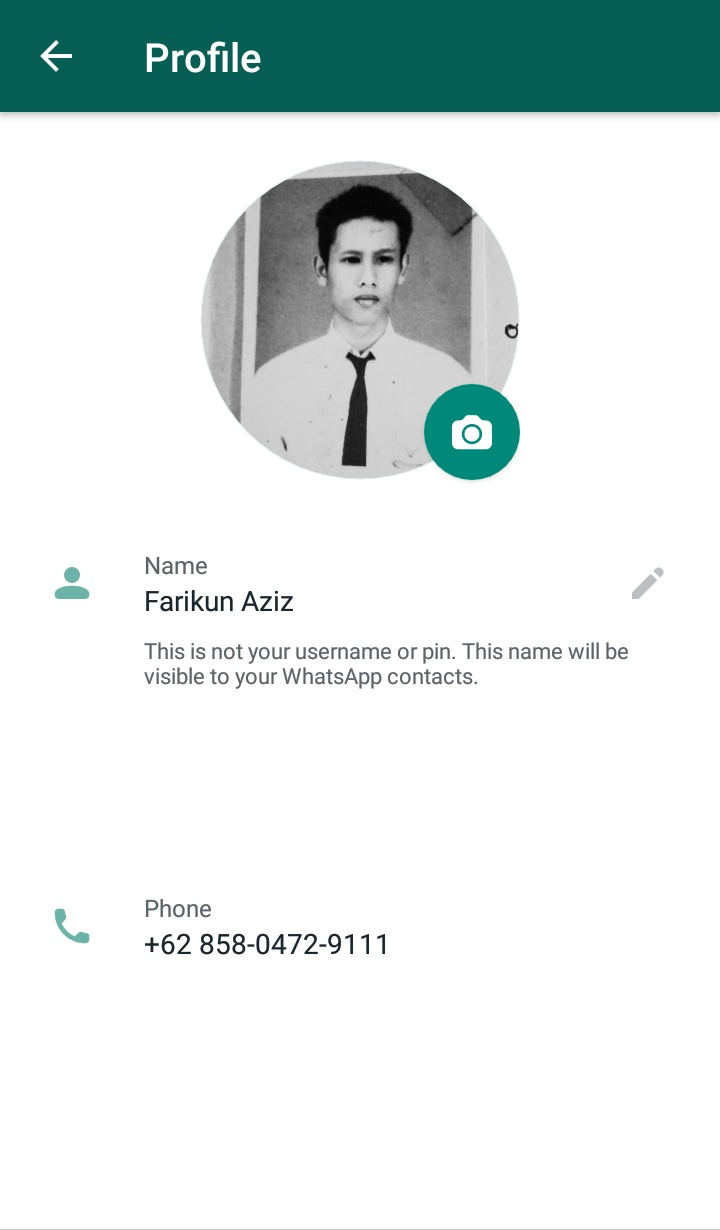 Profile
Name
Farikun Aziz
This is not your username or pin. This name will be
visible to your WhatsApp contacts.
Phone
+62 858-0472-9111